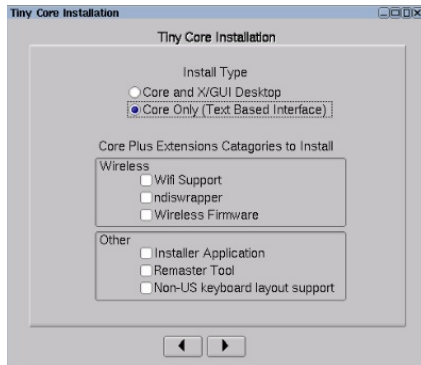 Tiny Core Installation
Tiny Core Installation
Install Type
Core and X/GUI Desktop
Core Only (Text Based Interface)
Core Plus Extensions Catagories to Install
Wireless
Wifi Support
ndiswrapper
Wireless Firmware
Other
Installer Application
Remaster Tool
Non-US keyboard layout support